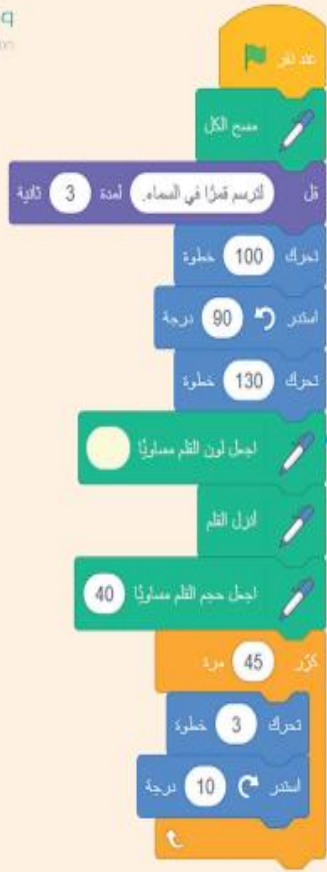 عند نقر
مسح الكل
قل لنرسم قمرًا في السماء. لمدة 3 ثانية
تحرك 100 خطوة
استدر 90 درجة
تحرك 130 خطوة
اجعل لون القلم مساويًا
أنزل القلم
اجعل حجم القلم مساويًا 40
كرّر 45 مرة
تحرك 3 خطوة
استدر 10 درجة